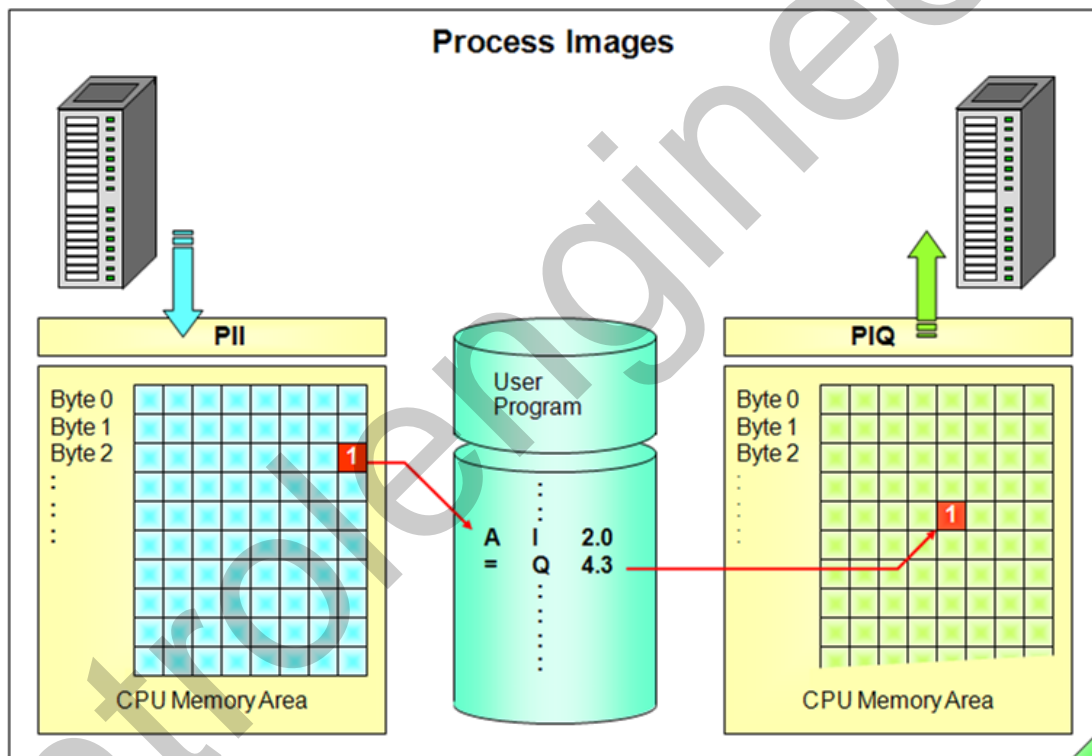 Process Images
PII
Byte 0
Byte 1
Byte 2
1
CPU Memory Area
User
Program
A I 2.0
= Q 4.3
PIQ
Byte 0
Byte 1
Byte 2
1
CPU Memory Area